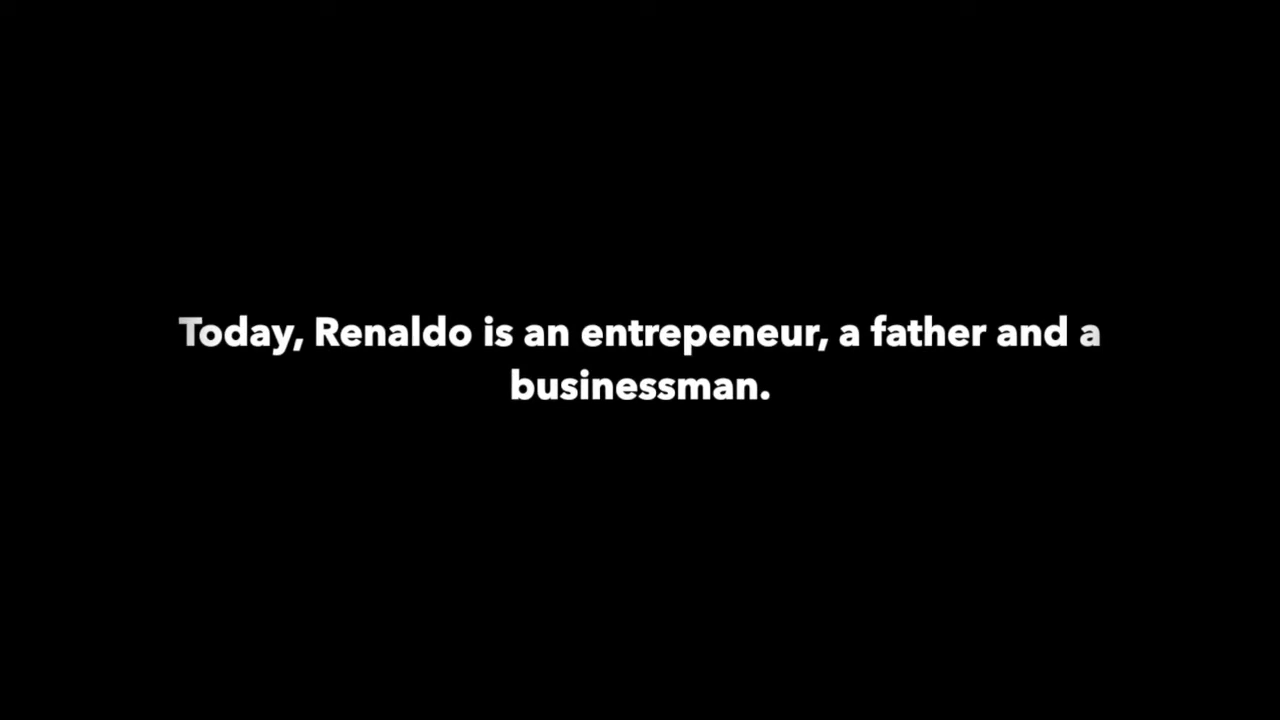 Today, Renaldo is an entrepeneur, a father and a
businessman.